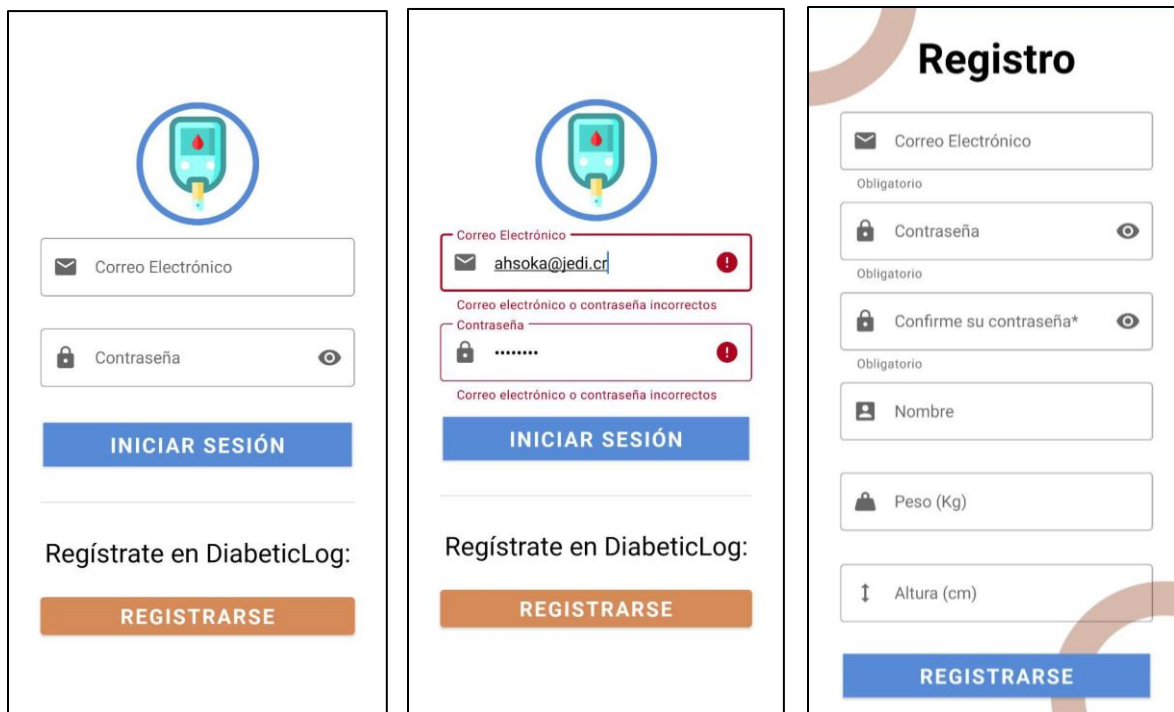 Correo Electrónico
Contraseña
INICIAR SESIÓN
Regístrate en DiabeticLog:
REGISTRARSE
Correo Electrónico
ahsoka@jedi.cr
Correo electrónico o contraseña incorrectos
Contraseña
••••••••
Correo electrónico o contraseña incorrectos
INICIAR SESIÓN
Regístrate en DiabeticLog:
REGISTRARSE
Registro
Correo Electrónico
Obligatorio
Contraseña
Obligatorio
Confirme su contraseña*
Obligatorio
Nombre
Peso (Kg)
Altura (cm)
REGISTRARSE